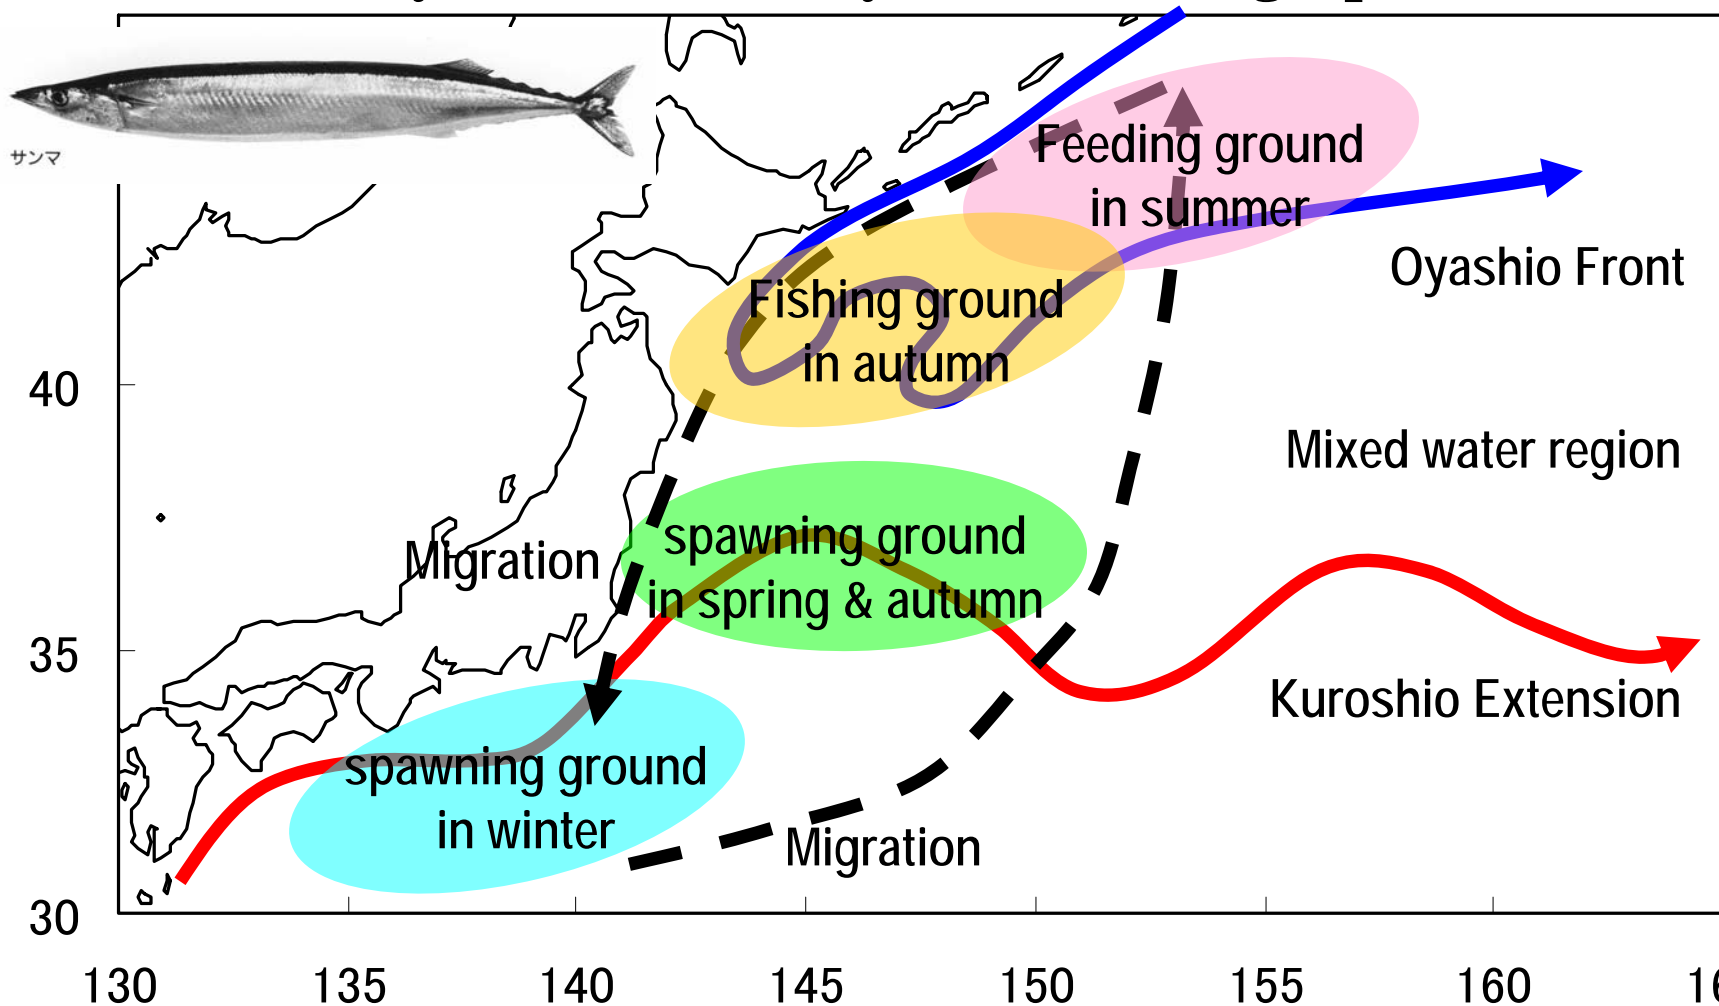 サンマ
Feeding ground
in summer
Oyashio Front
Fishing ground
in autumn
40
Mixed water region
spawning ground
in spring & autumn
Migration
35
Kuroshio Extension
spawning ground
in winter
Migration
30
130 135 140 145 150 155 160